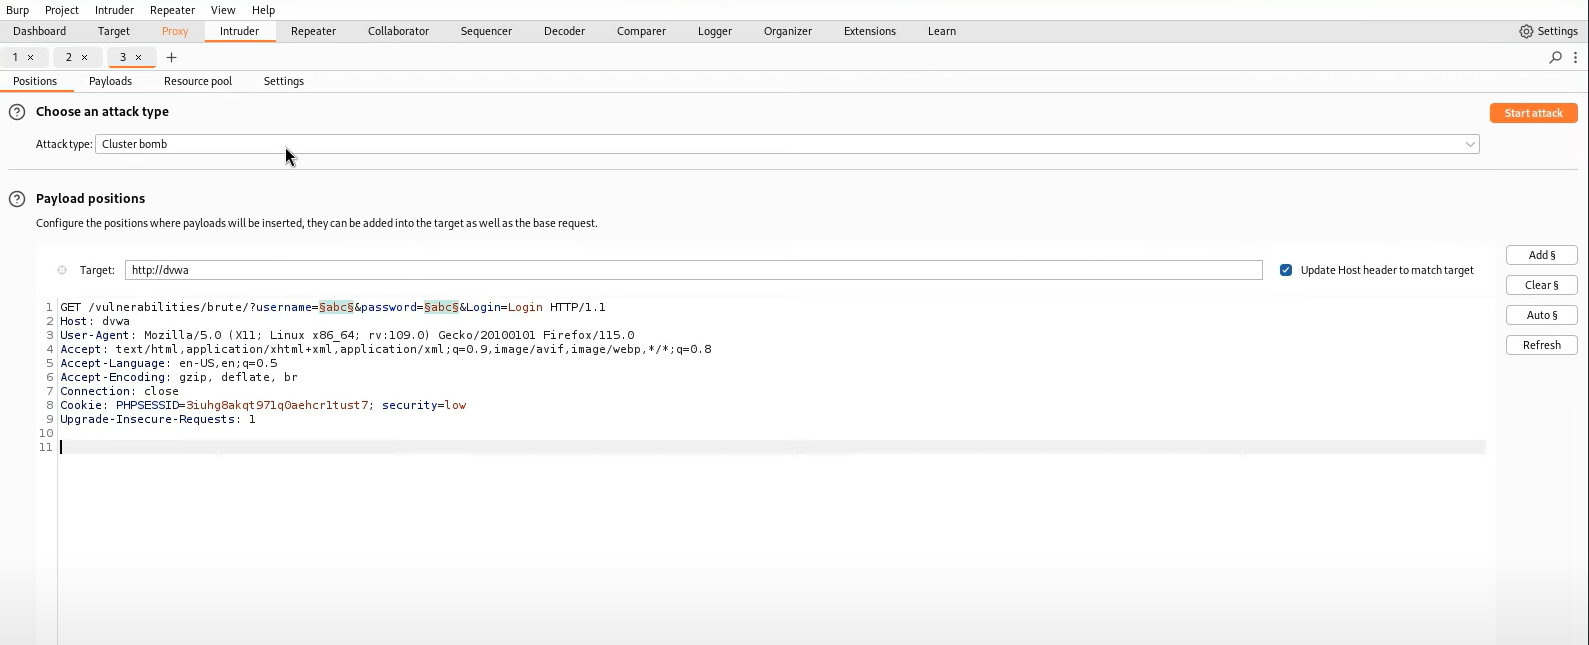 Burp Project Intruder Repeater View Help
Dashboard Target Proxy Intruder Repeater Collaborator Sequencer Decoder Comparer Logger Organizer Extensions Learn Settings
1 × 2 × 3 × +
Positions Payloads Resource pool Settings
? Choose an attack type Start attack
Attack type: Cluster bomb
? Payload positions
Configure the positions where payloads will be inserted, they can be added into the target as well as the base request.
Target: http://dvwa Update Host header to match target
Add §
Clear §
Auto §
Refresh
1 GET /vulnerabilities/brute/?username=§abc§&password=§abc§&Login=Login HTTP/1.1
2 Host: dvwa
3 User-Agent: Mozilla/5.0 (X11; Linux x86_64; rv:109.0) Gecko/20100101 Firefox/115.0
4 Accept: text/html,application/xhtml+xml,application/xml;q=0.9,image/avif,image/webp,*/*;q=0.8
5 Accept-Language: en-US,en;q=0.5
6 Accept-Encoding: gzip, deflate, br
7 Connection: close
8 Cookie: PHPSESSID=3iuhg8akqt971q0aehcr1tust7; security=low
9 Upgrade-Insecure-Requests: 1
10
11